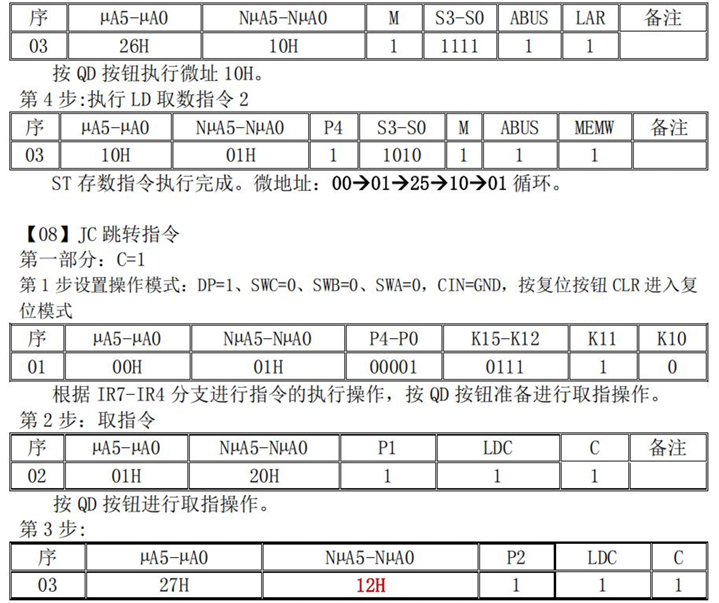 序 μA5-μA0 NμA5-NμA0 M S3-S0 ABUS LAR 备注
03 26H 10H 1 1111 1 1
按 QD 按钮执行微址 10H。
第 4 步:执行 LD 取数指令 2
序 μA5-μA0 NμA5-NμA0 P4 S3-S0 M ABUS MEMW 备注
03 10H 01H 1 1010 1 1 1
ST 存数指令执行完成。微地址：00→01→25→10→01 循环。
【08】JC 跳转指令
第一部分：C=1
第 1 步设置操作模式：DP=1、SWC=0、SWB=0、SWA=0，CIN=GND，按复位按钮 CLR 进入复
位模式
序 μA5-μA0 NμA5-NμA0 P4-P0 K15-K12 K11 K10
01 00H 01H 00001 0111 1 0
根据 IR7-IR4 分支进行指令的执行操作，按 QD 按钮准备进行取指操作。
第 2 步：取指令
序 μA5-μA0 NμA5-NμA0 P1 LDC C 备注
02 01H 20H 1 1 1
按 QD 按钮进行取指操作。
第 3 步:
序 μA5-μA0 NμA5-NμA0 P2 LDC C
03 27H 12H 1 1 1